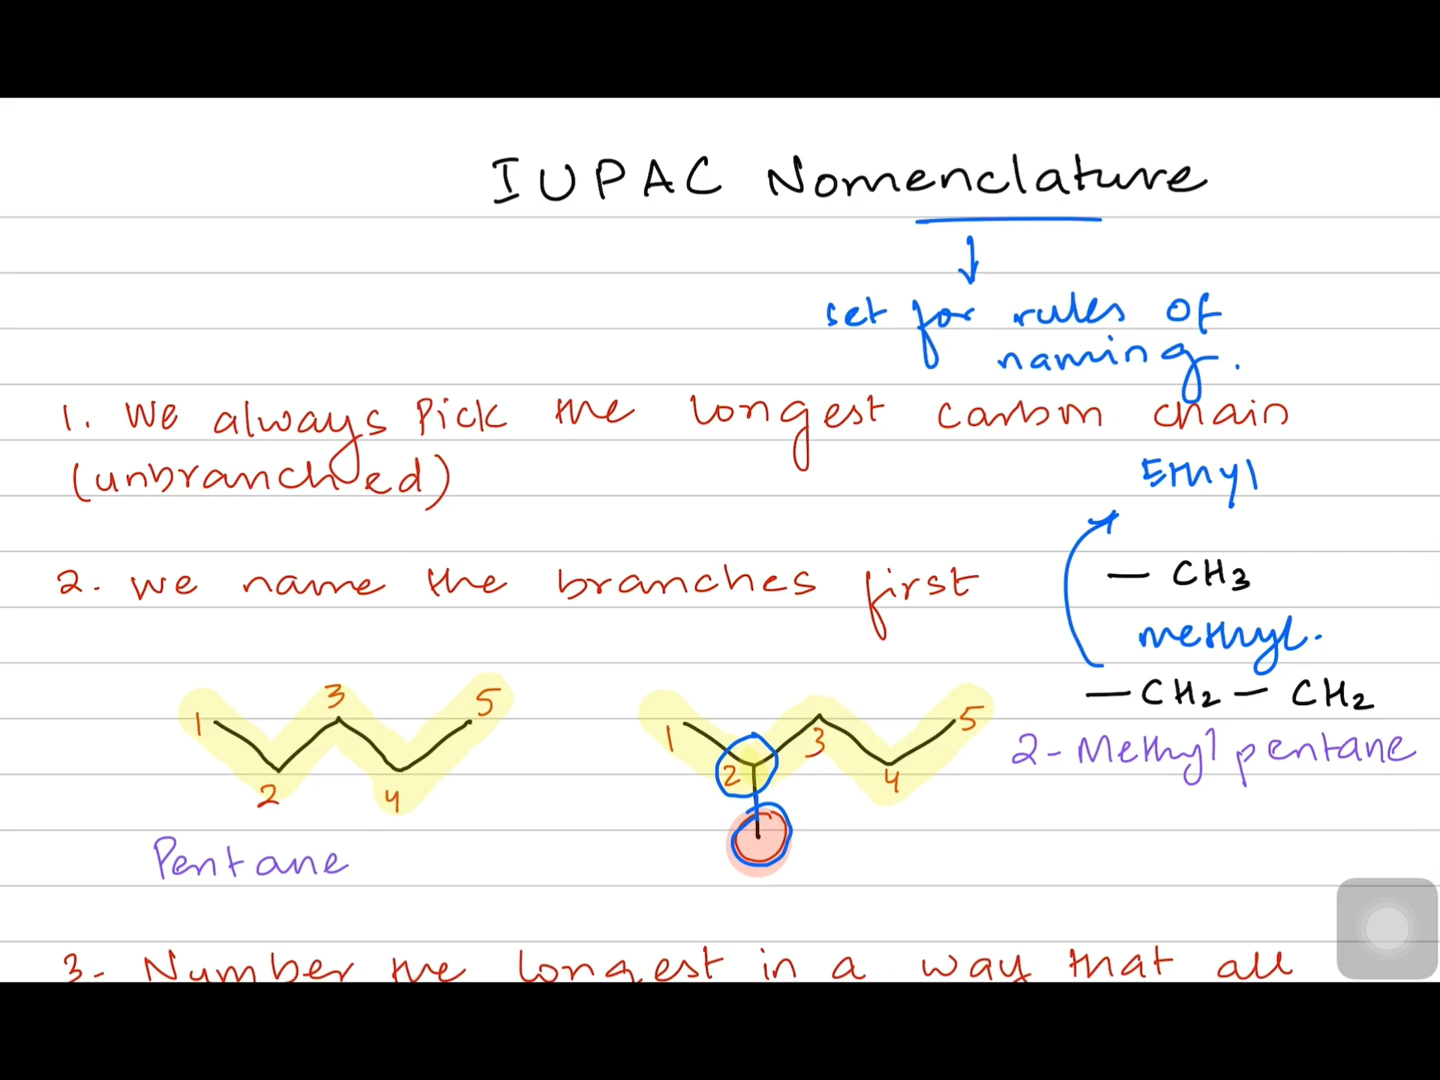 IUPAC Nomenclature
set for rules of
naming.
1. We always Pick the longest carbon chain
(unbranched)
Ethyl
2. we name the branches first
— CH3
methyl.
— CH2 — CH2
1 2 3 4 5
1 2 3 4 5
2-Methyl pentane
Pentane
3- Number the longest in a way that all